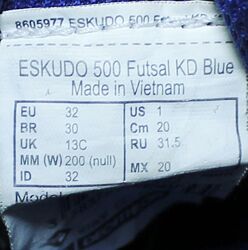 8605977 ESKUDO 500
ESKUDO 500 Futsal KD Blue
Made in Vietnam
EU 32 US 1
BR 30 Cm 20
UK 13C RU 31.5
MM (W) 200 (null)
ID 32 MX 20